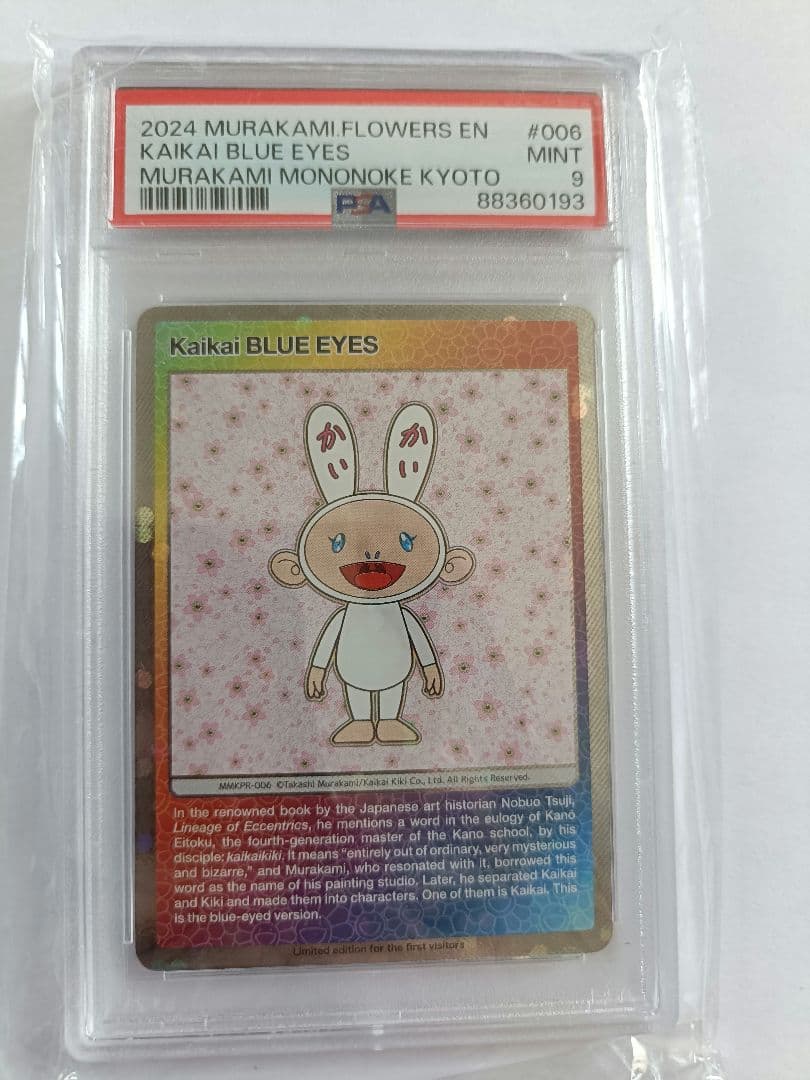 2024 MURAKAMI.FLOWERS EN #006
KAIKAI BLUE EYES MINT
MURAKAMI MONONOKE KYOTO 9
PSA 88360193
Kaikai BLUE EYES
かい かい
MMKPR-006 ©Takashi Murakami/Kaikai Kiki Co., Ltd. All Rights Reserved.
In the renowned book by the Japanese art historian Nobuo Tsuji,
Lineage of Eccentrics, he mentions a word in the eulogy of Kano
Eitoku, the fourth-generation master of the Kano school, by his
disciple: kaikaikiki. It means “entirely out of ordinary, very mysterious
and bizarre,” and Murakami, who resonated with it, borrowed this
word as the name of his painting studio. Later, he separated Kaikai
and Kiki and made them into characters. One of them is Kaikai. This
is the blue-eyed version.
Limited edition for the first visitors